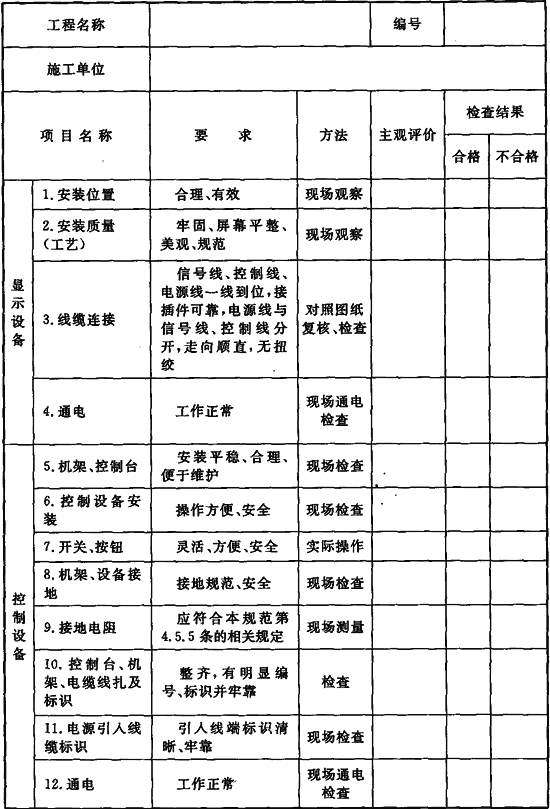 工程名称
编号
施工单位
项目名称
要 求
方法
主观评价
检查结果
合格
不合格
显示设备
1.安装位置
合理、有效
现场观察
2.安装质量
(工艺)
牢固、屏幕平整、
美观、规范
现场观察
3.线缆连接
信号线、控制线、
电源线一线到位,接
插件可靠,电源线与
信号线、控制线分
开,走向顺直,无扭
绞
对照图纸
复核、检查
4.通电
工作正常
现场通电
检查
控制设备
5.机架、控制台
安装平稳、合理、
便于维护
现场检查
6.控制设备安
装
操作方便、安全
现场检查
7.开关、按钮
灵活、方便、安全
实际操作
8.机架、设备接
地
接地规范、安全
现场检查
9.接地电阻
应符合本规范第
4.5.5条的相关规定
现场测量
10.控制台、机
架、电缆线扎及
标识
整齐,有明显编
号、标识并牢靠
检查
11.电源引入线
缆标识
引入线端标识清
晰、牢靠
现场检查
12.通电
工作正常
现场通电
检查